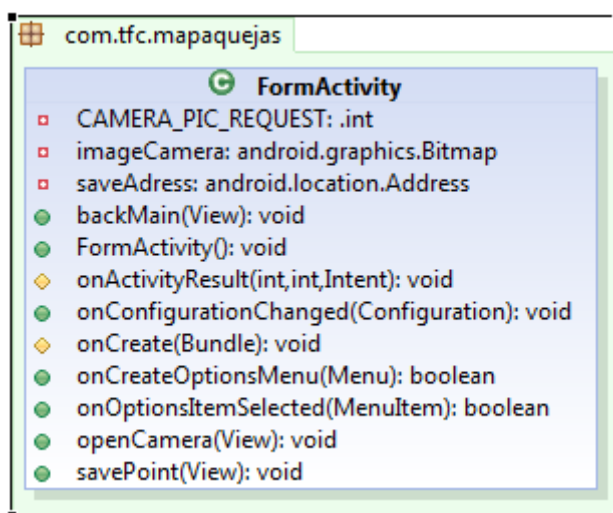 com.tfc.mapaquejas
FormActivity
CAMERA_PIC_REQUEST: .int
imageCamera: android.graphics.Bitmap
saveAdress: android.location.Address
backMain(View): void
FormActivity(): void
onActivityResult(int,int,Intent): void
onConfigurationChanged(Configuration): void
onCreate(Bundle): void
onCreateOptionsMenu(Menu): boolean
onOptionsItemSelected(MenuItem): boolean
openCamera(View): void
savePoint(View): void